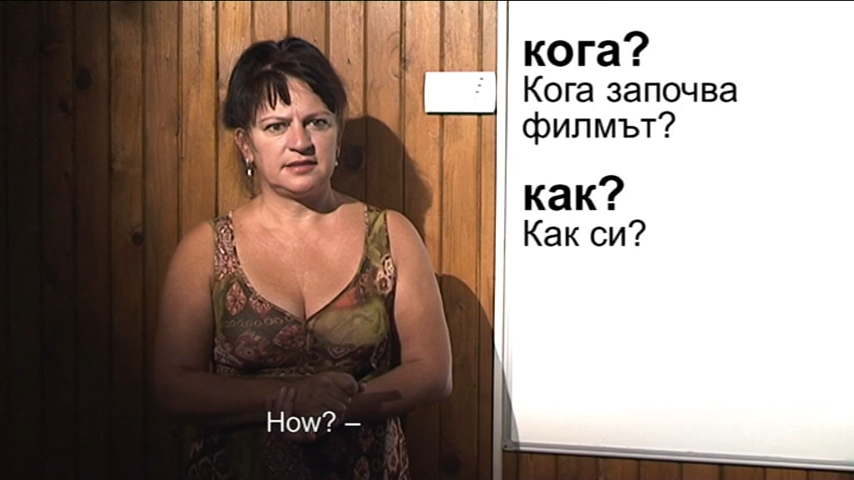 кога?
Кога започва
филмът?
как?
Как си?
How? –